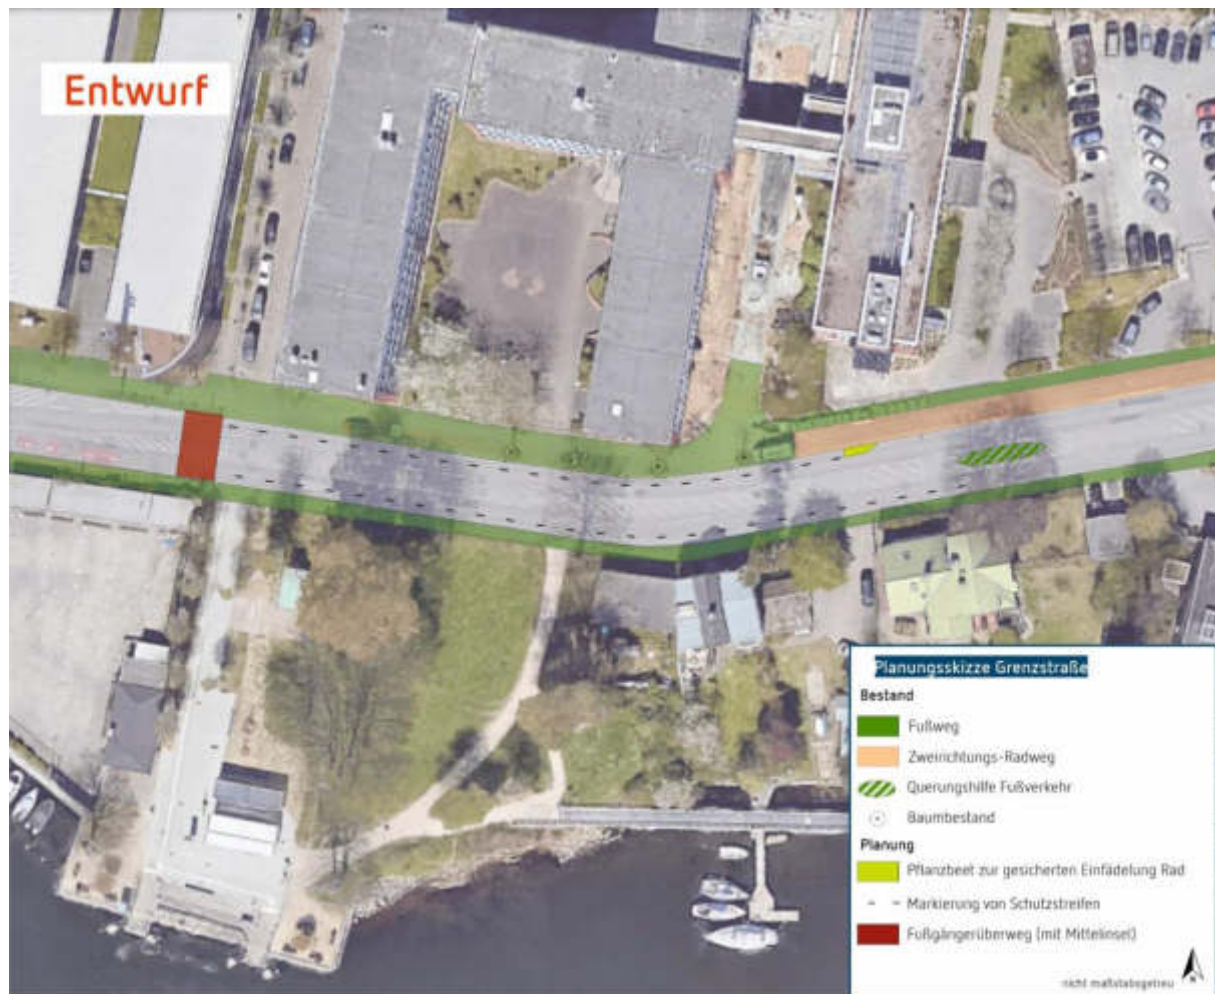 Entwurf
Planungsskizze Grenzstraße
Bestand
Fußweg
Zweirichtungs-Radweg
Querungshilfe Fußverkehr
Baumbestand
Planung
Pflanzbeet zur gesicherten Einfädelung Rad
Markierung von Schutzstreifen
Fußgängerüberweg (mit Mittelinsel)
nicht maßstabsgetreu